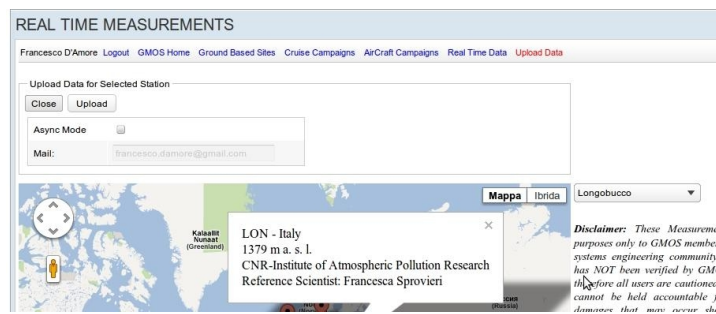 REAL TIME MEASUREMENTS
Francesco D'Amore Logout GMOS Home Ground Based Sites Cruise Campaigns AirCraft Campaigns Real Time Data Upload Data
Upload Data for Selected Station
Close Upload
Async Mode
Mail: francesco.damore@gmail.com
Mappa Ibrida
Longobucco
Kalaallit
Nunaat
(Greenland)
LON - Italy
1379 m a. s. l.
CNR-Institute of Atmospheric Pollution Research
Reference Scientist: Francesca Sprovieri
(Russia)
Disclaimer: These Measureme
purposes only to GMOS membe
systems engineering community
has NOT been verified by GM
therefore all users are cautioned
cannot be held accountable f
damages that may occur sh